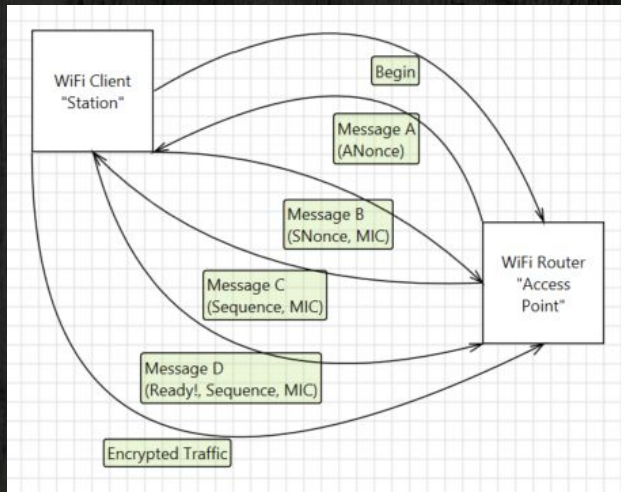 WiFi Client
"Station"
Begin
Message A
(ANonce)
Message B
(SNonce, MIC)
WiFi Router
"Access
Point"
Message C
(Sequence, MIC)
Message D
(Ready!, Sequence, MIC)
Encrypted Traffic